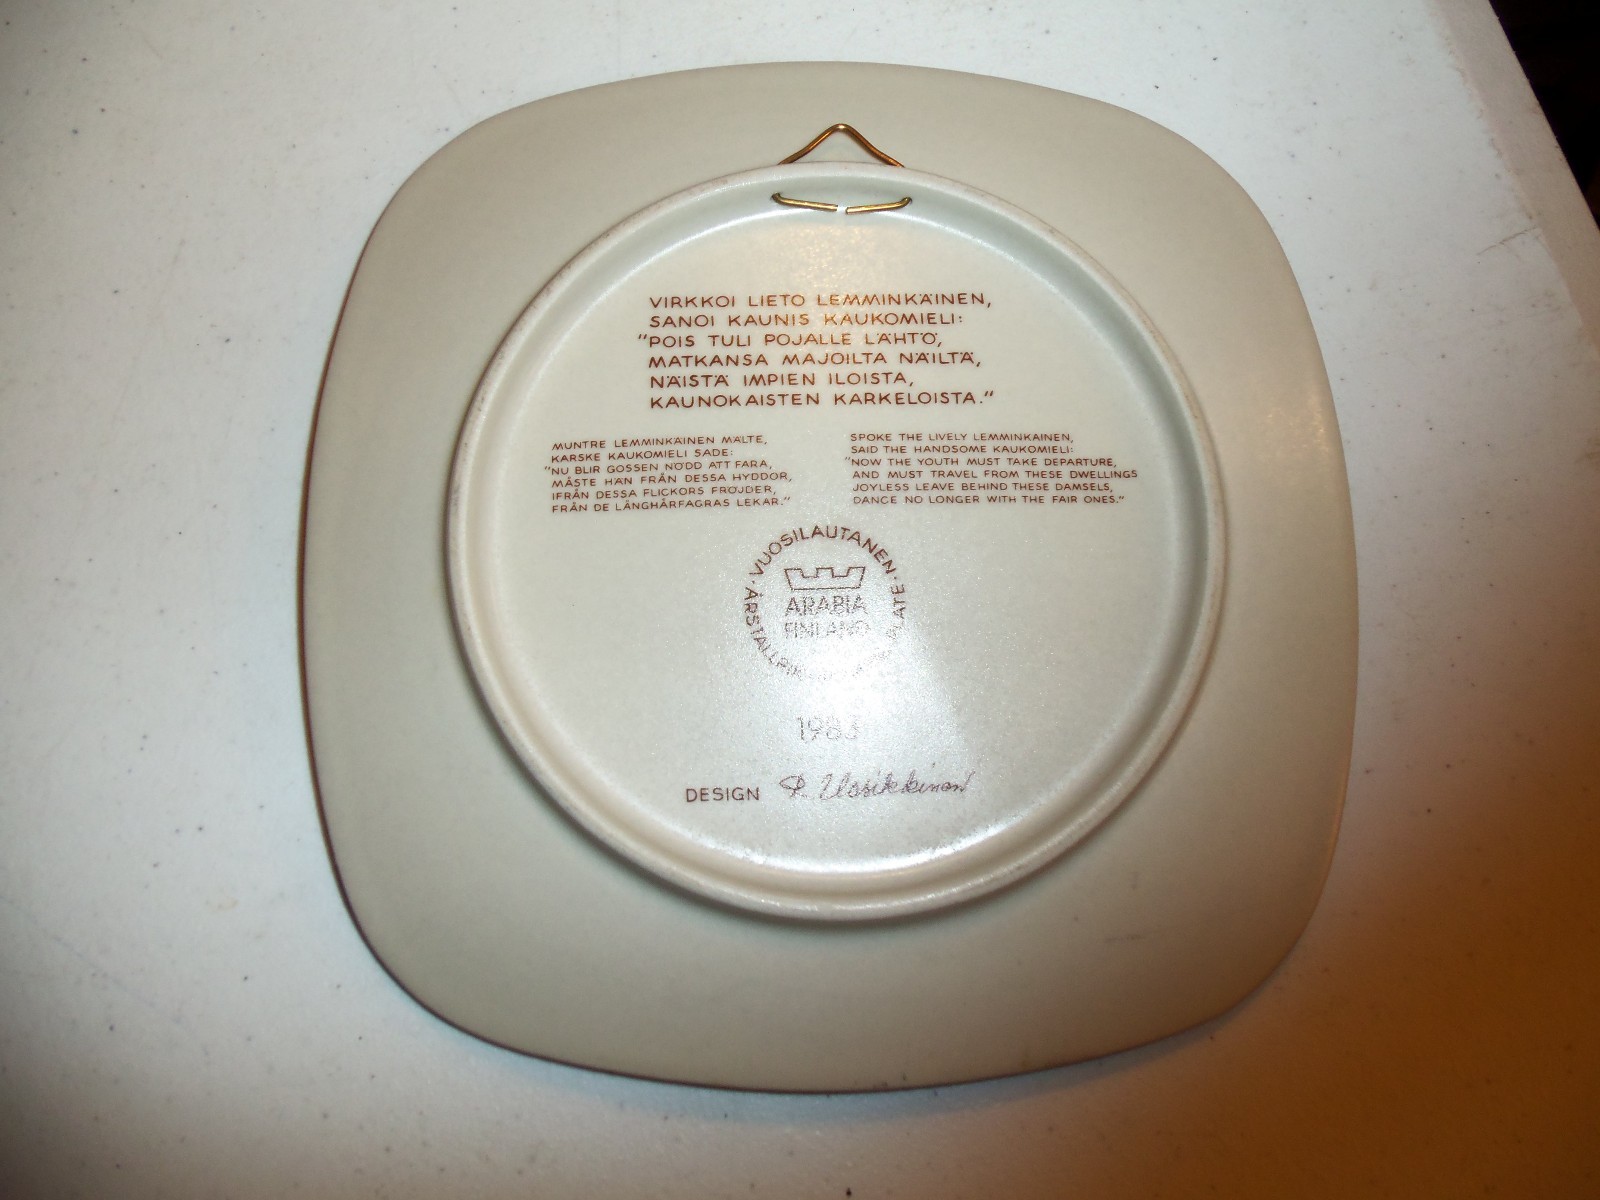 VIRKKOI LIETO LEMMINKÄINEN,
SANOI KAUNIS KAUKOMIELI:
"POIS TULI POJALLE LÄHTÖ,
MATKANSA MAJOILTA NÄILTÄ,
NÄISTÄ IMPIEN ILOISTA,
KAUNOKAISTEN KARKELOISTA."
MUNTRE LEMMINKÄINEN MÄLTE,
KARSKE KAUKOMIELI SADE:
"NU BLIR GOSSEN NÖDD ATT FARA,
MÅSTE HAN FRÅN DESSA HYDDOR,
IFRÅN DESSA FLICKORS FRÖJDER,
FRÅN DE LÅNGHÅRFAGRAS LEKAR."
SPOKE THE LIVELY LEMMINKAINEN,
SAID THE HANDSOME KAUKOMIELI:
"NOW THE YOUTH MUST TAKE DEPARTURE,
AND MUST TRAVEL FROM THESE DWELLINGS
JOYLESS LEAVE BEHIND THESE DAMSELS,
DANCE NO LONGER WITH THE FAIR ONES."
· VUOSILAUTANEN ·
ÅRSTALLRIK
PLATE
ARABIA
FINLAND
1983
DESIGN R. Uosikkinen